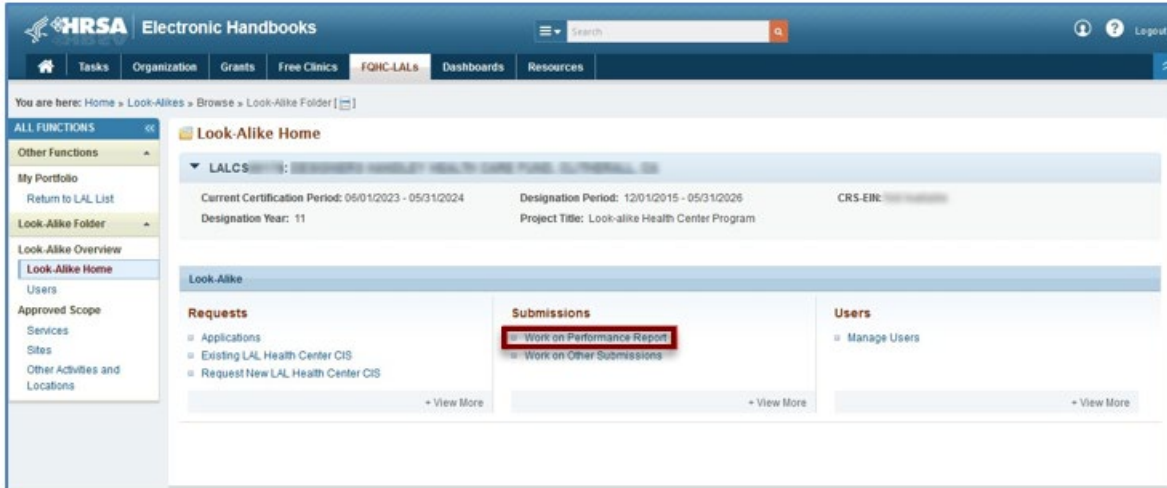 HRSA Electronic Handbooks
Search
Logout
Tasks Organization Grants Free Clinics FQHC-LALs Dashboards Resources
You are here: Home » Look-Alikes » Browse » Look-Alike Folder [ ]
ALL FUNCTIONS «
Other Functions
My Portfolio
Return to LAL List
Look-Alike Folder
Look-Alike Overview
Look-Alike Home
Users
Approved Scope
Services
Sites
Other Activities and
Locations
Look-Alike Home
LALCS
Current Certification Period: 06/01/2023 - 05/31/2024 Designation Period: 12/01/2015 - 05/31/2026 CRS-EIN:
Designation Year: 11 Project Title: Look-alike Health Center Program
Look-Alike
Requests
Applications
Existing LAL Health Center CIS
Request New LAL Health Center CIS
+ View More
Submissions
Work on Performance Report
Work on Other Submissions
+ View More
Users
Manage Users
+ View More